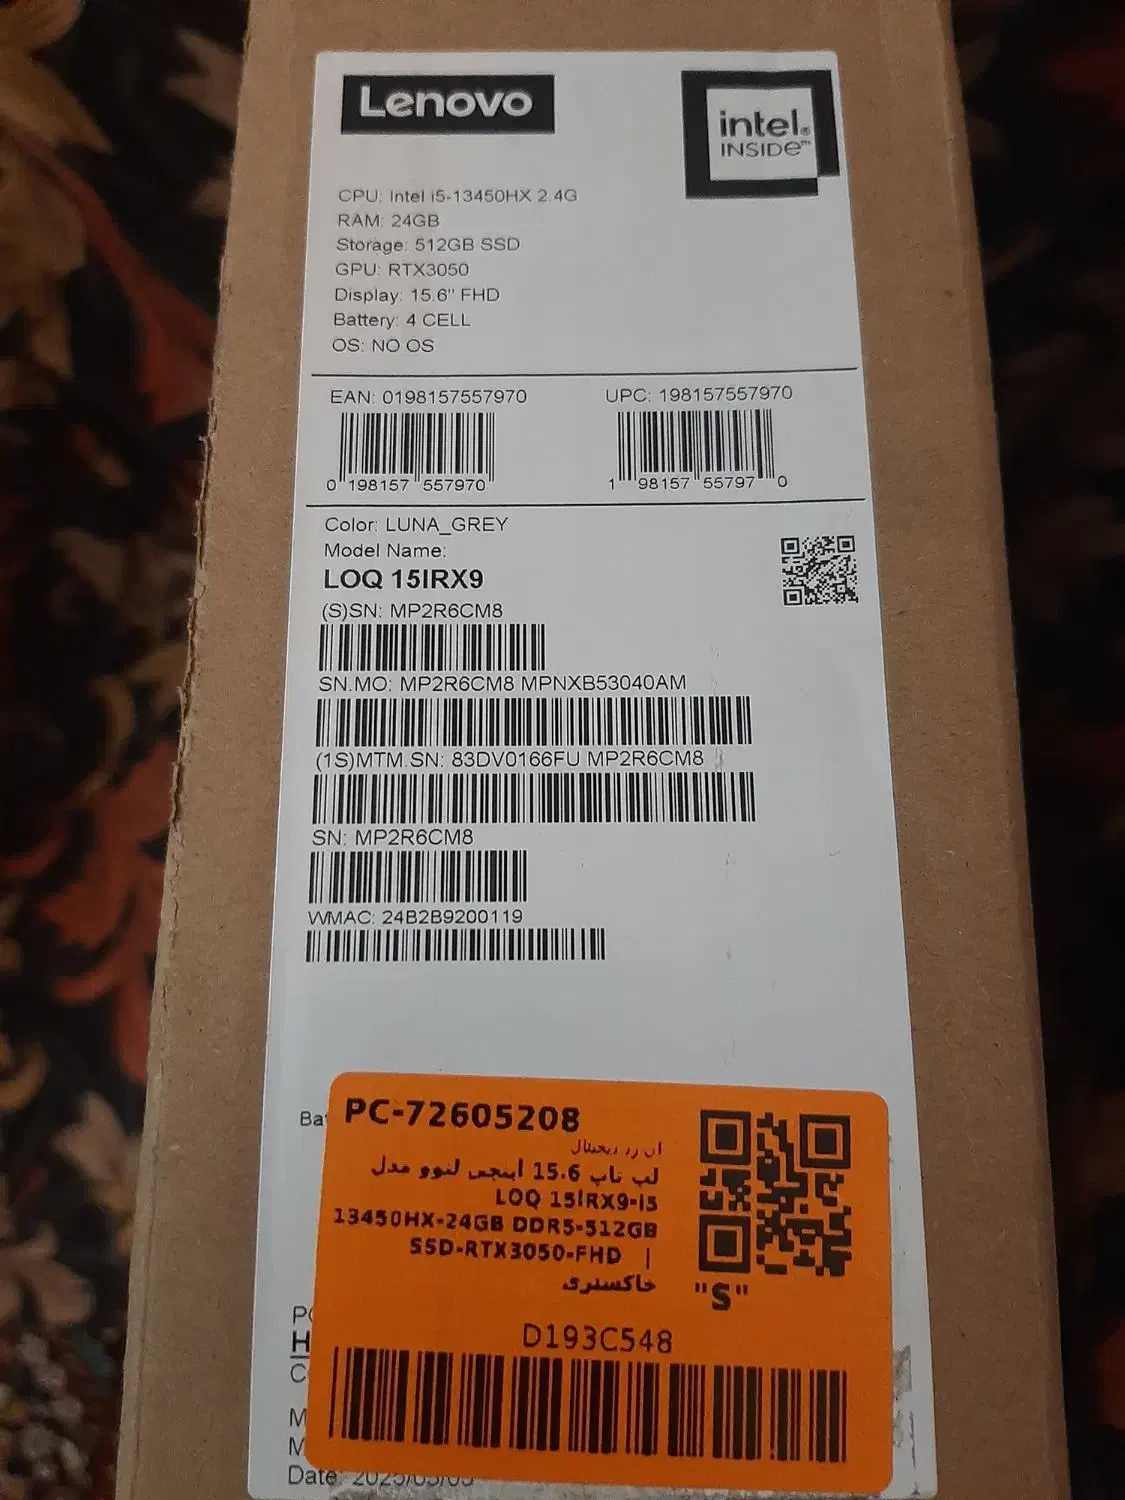 Lenovo
intel®
INSIDE™
CPU: Intel i5-13450HX 2.4G
RAM: 24GB
Storage: 512GB SSD
GPU: RTX3050
Display: 15.6" FHD
Battery: 4 CELL
OS: NO OS
EAN: 0198157557970
UPC: 198157557970
0 198157 557970
1 98157 55797 0
Color: LUNA_GREY
Model Name:
LOQ 15IRX9
(S)SN: MP2R6CM8
SN.MO: MP2R6CM8 MPNXB53040AM
(1S)MTM.SN: 83DV0166FU MP2R6CM8
SN: MP2R6CM8
WMAC: 24B2B9200119
Ba
PC-72605208
لپ تاپ 15.6 اینچی لنوو مدل
LOQ 15IRX9-i5
13450HX-24GB DDR5-512GB
SSD-RTX3050-FHD |
خاکستری
"S"
D193C548
H
C
M
M
Date: